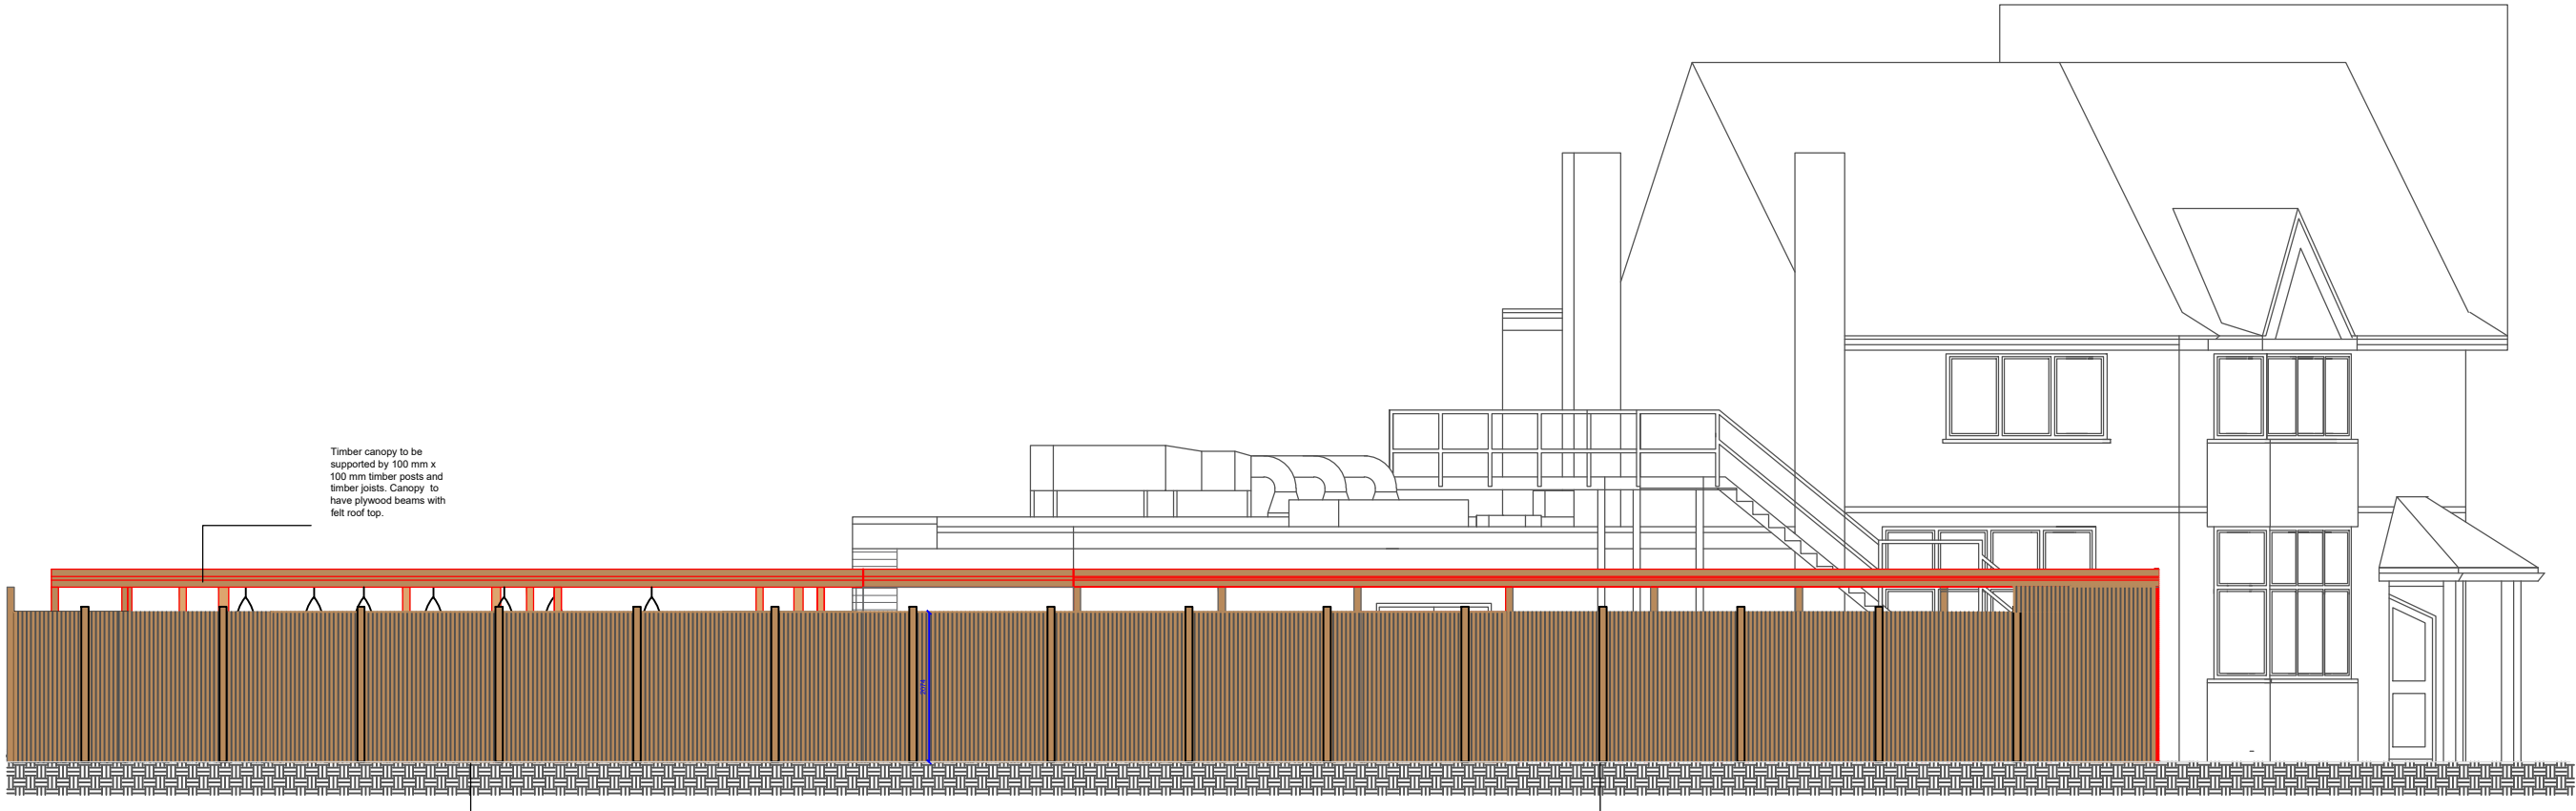 Timber canopy to be
supported by 100 mm x
100 mm timber posts and
timber joists. Canopy to
have plywood beams with
felt roof top.
2074